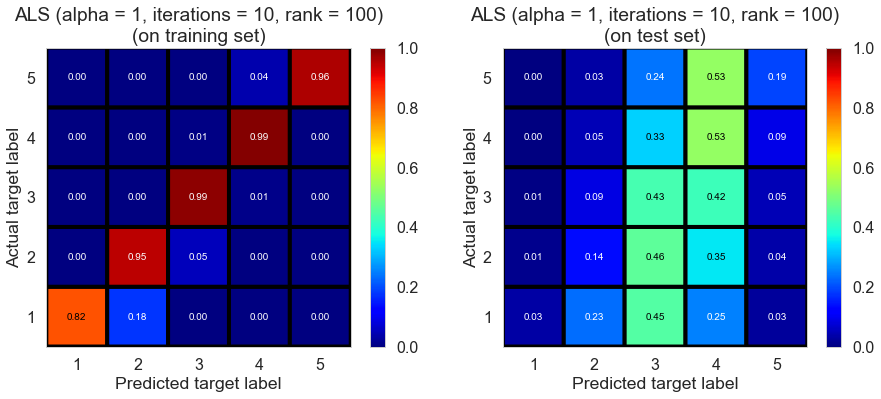 ALS (alpha = 1, iterations = 10, rank = 100)
(on training set)
Actual target label
5
0.00 0.00 0.00 0.04 0.96
4
0.00 0.00 0.01 0.99 0.00
3
0.00 0.00 0.99 0.01 0.00
2
0.00 0.95 0.05 0.00 0.00
1
0.82 0.18 0.00 0.00 0.00
1 2 3 4 5
Predicted target label
1.0
0.8
0.6
0.4
0.2
0.0
ALS (alpha = 1, iterations = 10, rank = 100)
(on test set)
Actual target label
5
0.00 0.03 0.24 0.53 0.19
4
0.00 0.05 0.33 0.53 0.09
3
0.01 0.09 0.43 0.42 0.05
2
0.01 0.14 0.46 0.35 0.04
1
0.03 0.23 0.45 0.25 0.03
1 2 3 4 5
Predicted target label
1.0
0.8
0.6
0.4
0.2
0.0